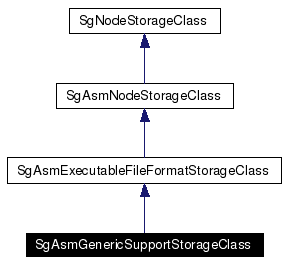 SgNodeStorageClass
SgAsmNodeStorageClass
SgAsmExecutableFileFormatStorageClass
SgAsmGenericSupportStorageClass